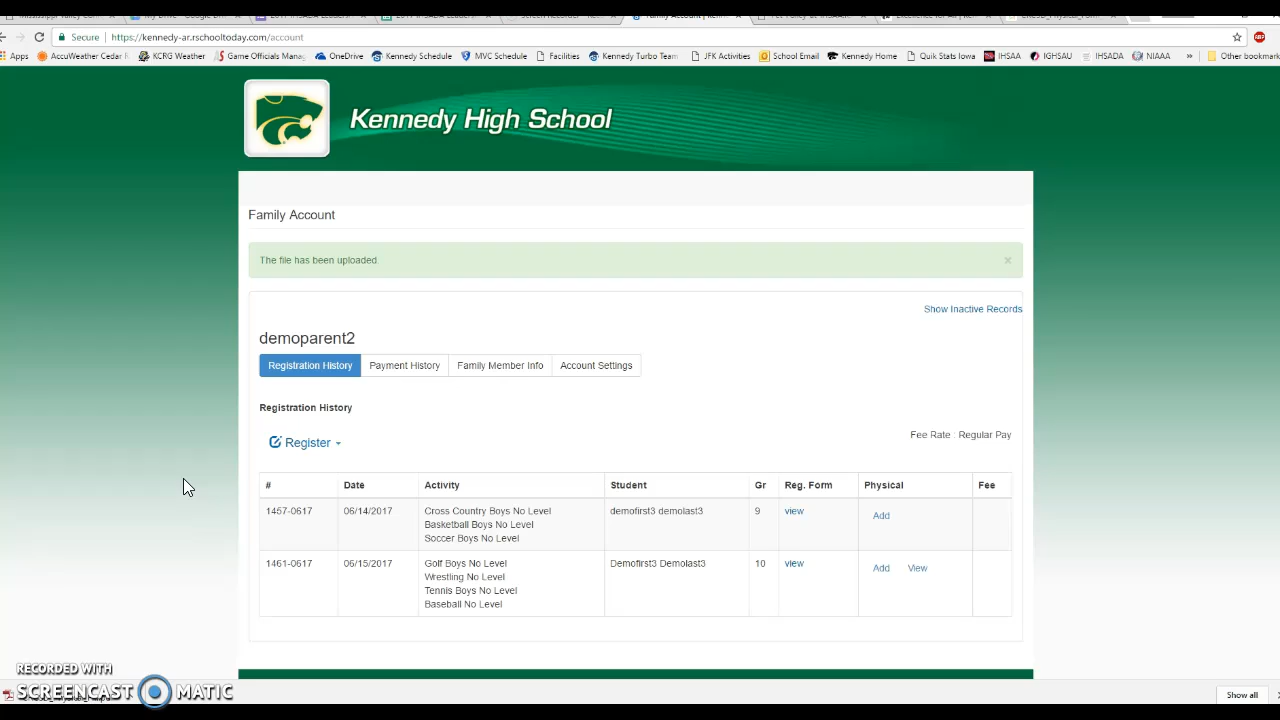 Secure https://kennedy-ar.rschooltoday.com/account
Apps AccuWeather Cedar KCRG Weather Game Officials Manag OneDrive Kennedy Schedule MVC Schedule Facilities Kennedy Turbo Team JFK Activities School Email Kennedy Home Quik Stats Iowa IHSAA IGHSAU IHSADA NIAAA » Other bookmark
Kennedy High School
Family Account
The file has been uploaded ×
Show Inactive Records
demoparent2
Registration History Payment History Family Member Info Account Settings
Registration History
Register
Fee Rate : Regular Pay
# Date Activity Student Gr Reg. Form Physical Fee
1457-0617 06/14/2017 Cross Country Boys No Level demofirst3 demolast3 9 view Add
Basketball Boys No Level
Soccer Boys No Level
1461-0617 06/15/2017 Golf Boys No Level Demofirst3 Demolast3 10 view Add View
Wrestling No Level
Tennis Boys No Level
Baseball No Level
RECORDED WITH
SCREENCAST MATIC
Show all